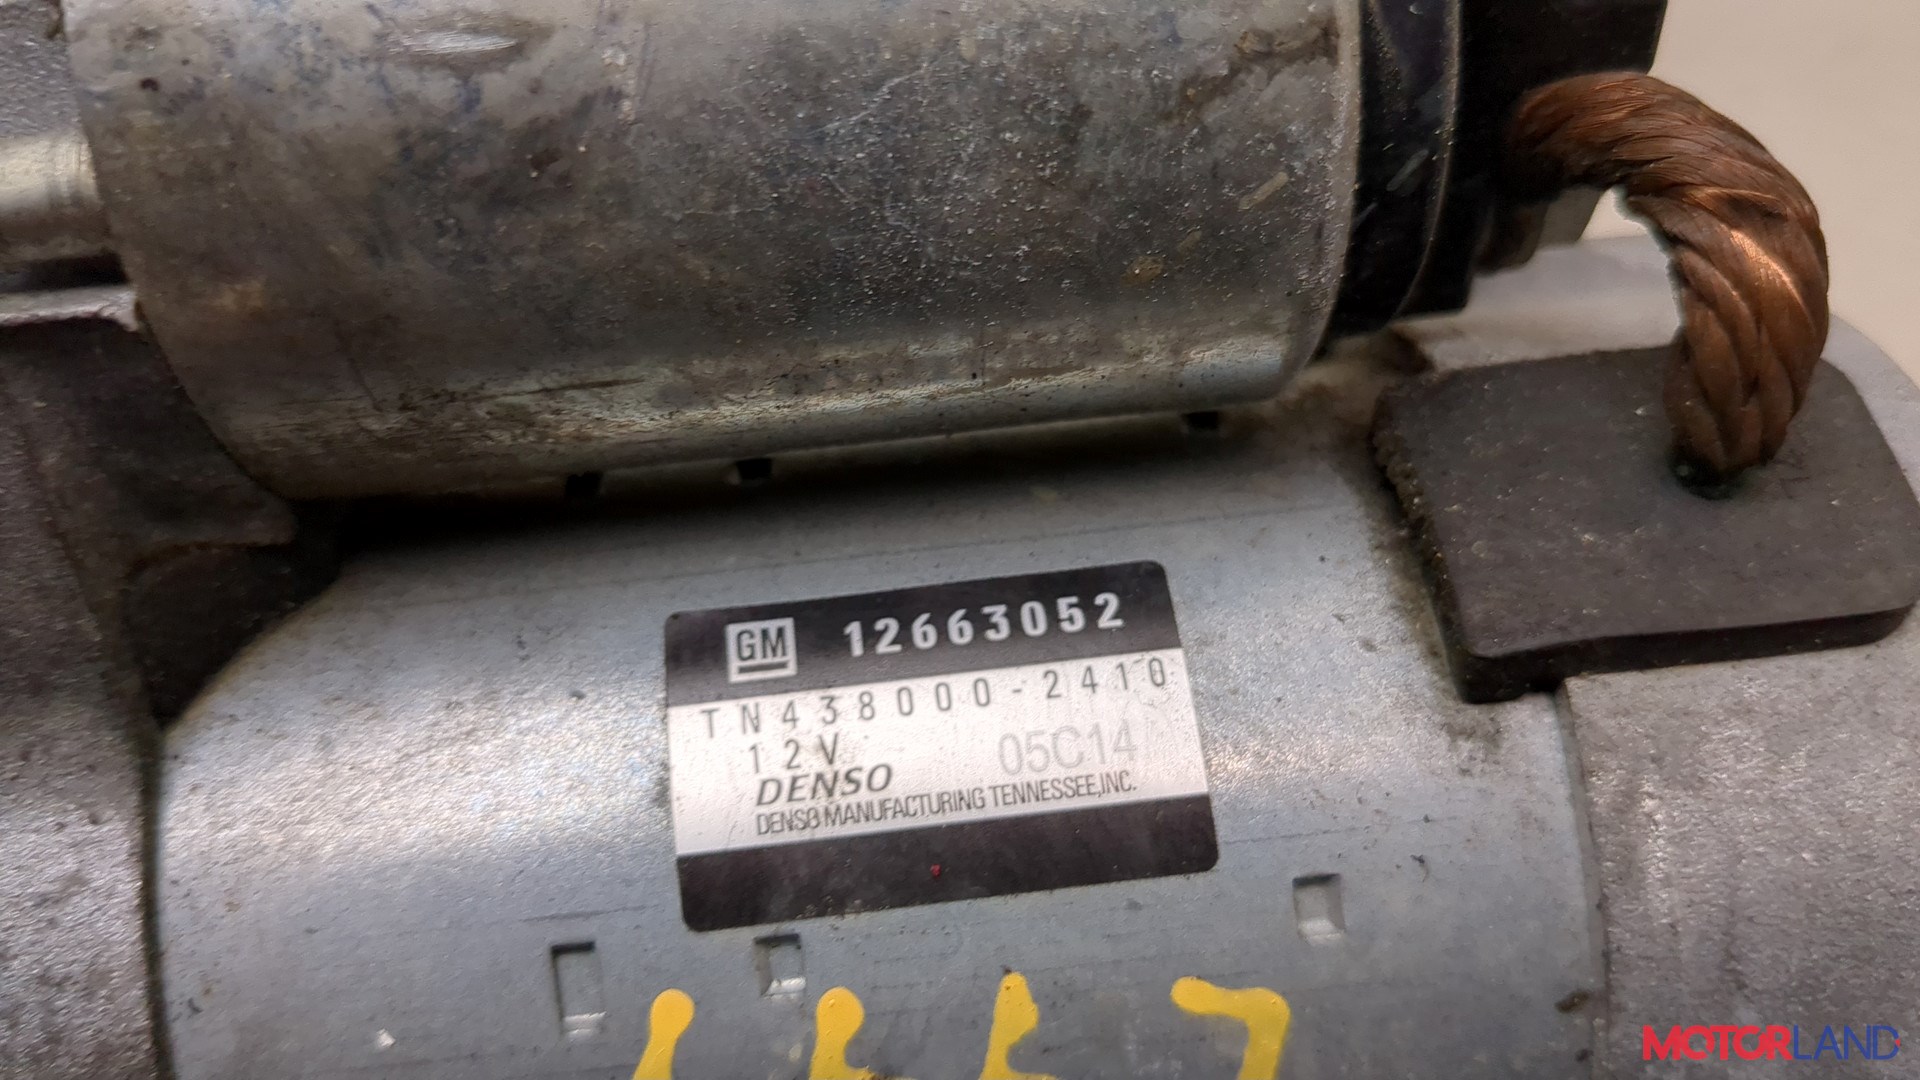 GM 12663052
TN438000-2410
12V 05C14
DENSO
DENSO MANUFACTURING TENNESSEE,INC.
MOTORLAND